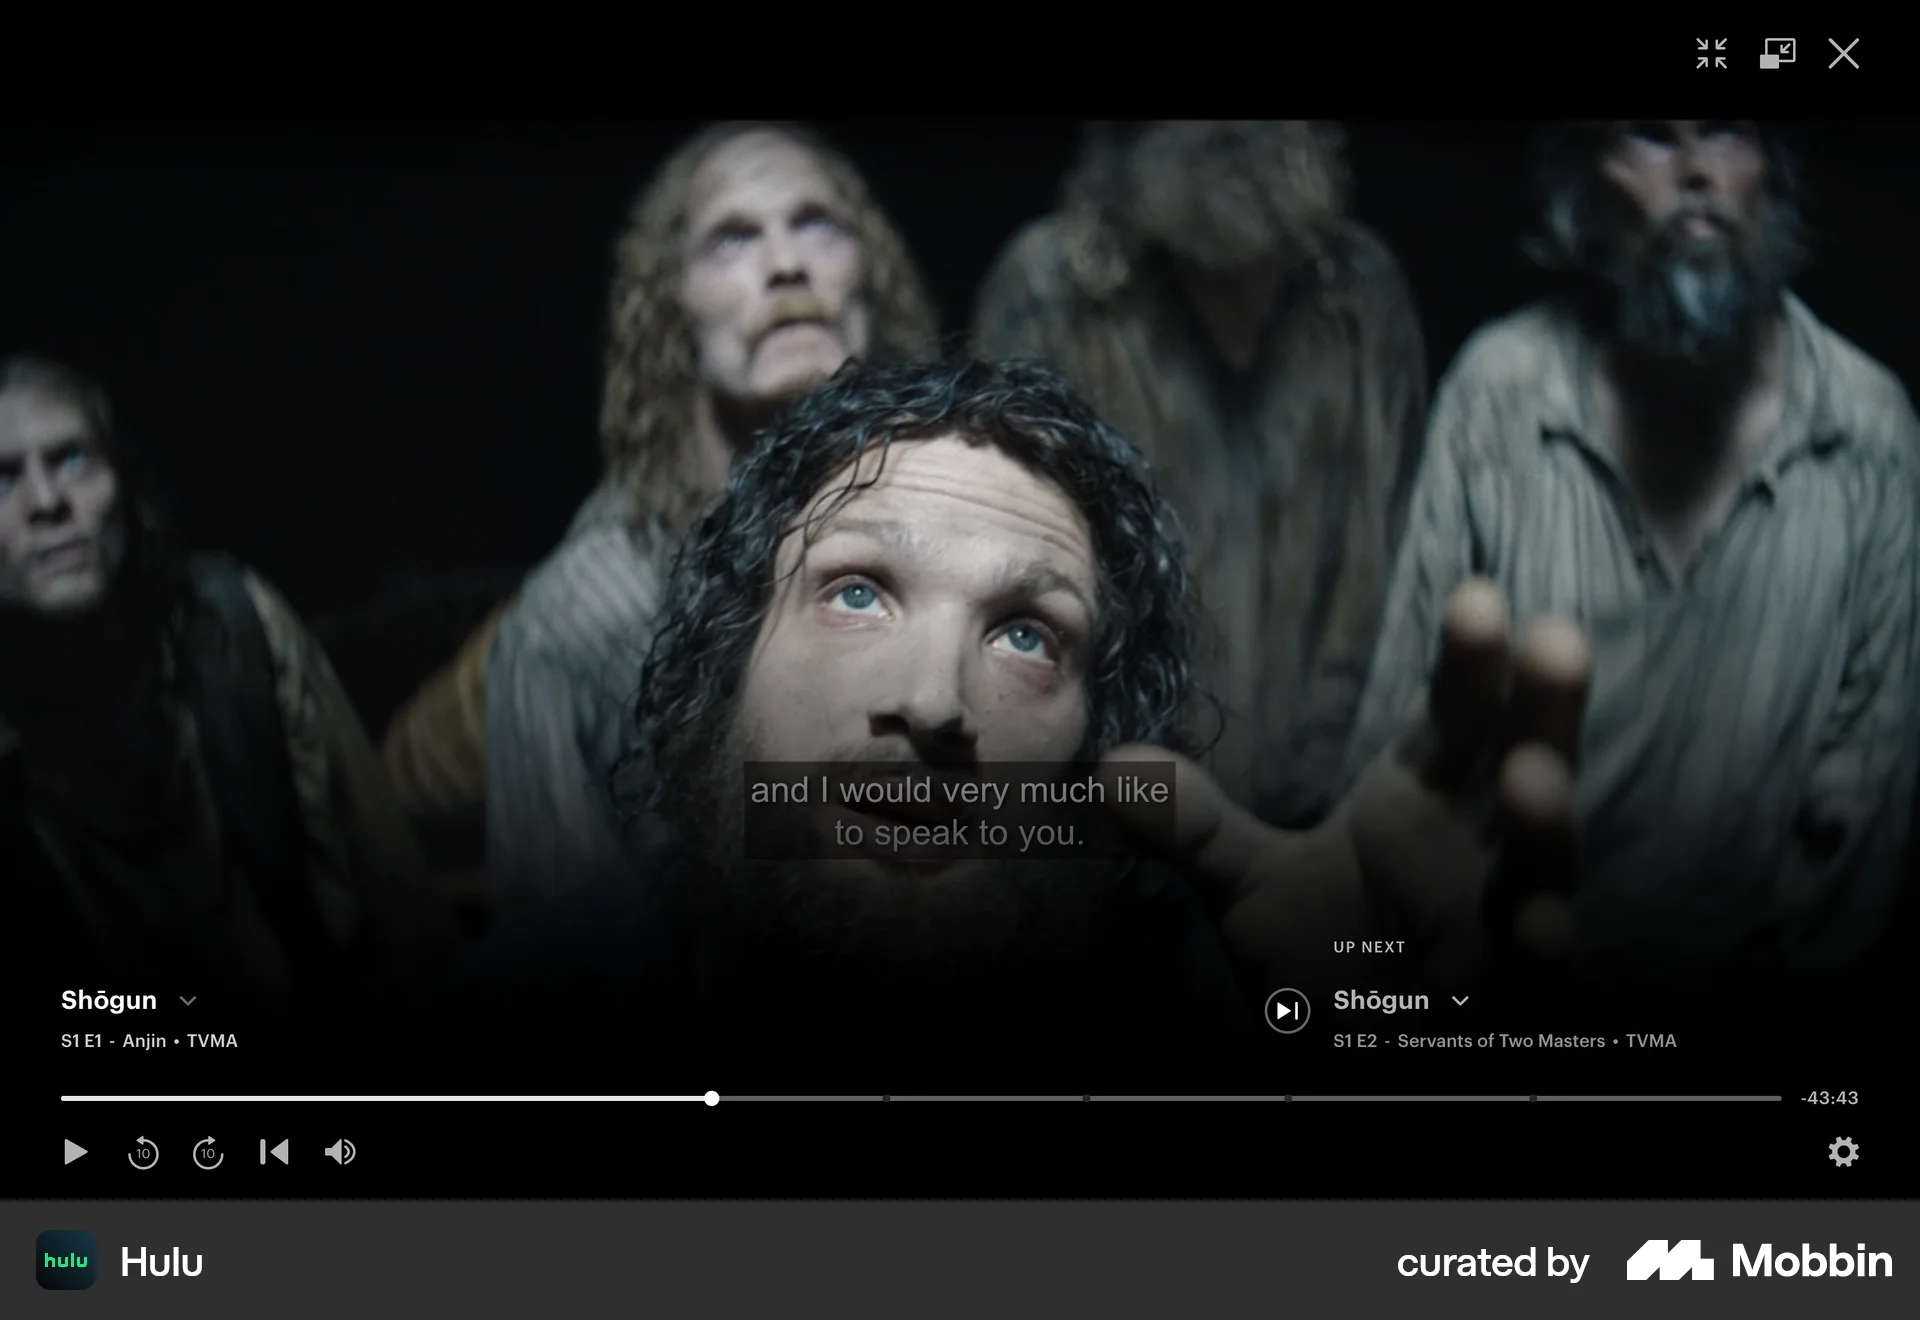 and I would very much like
to speak to you.
UP NEXT
Shōgun
S1 E1 - Anjin • TVMA
Shōgun
S1 E2 - Servants of Two Masters • TVMA
-43:43
10
10
hulu
Hulu
curated by
Mobbin